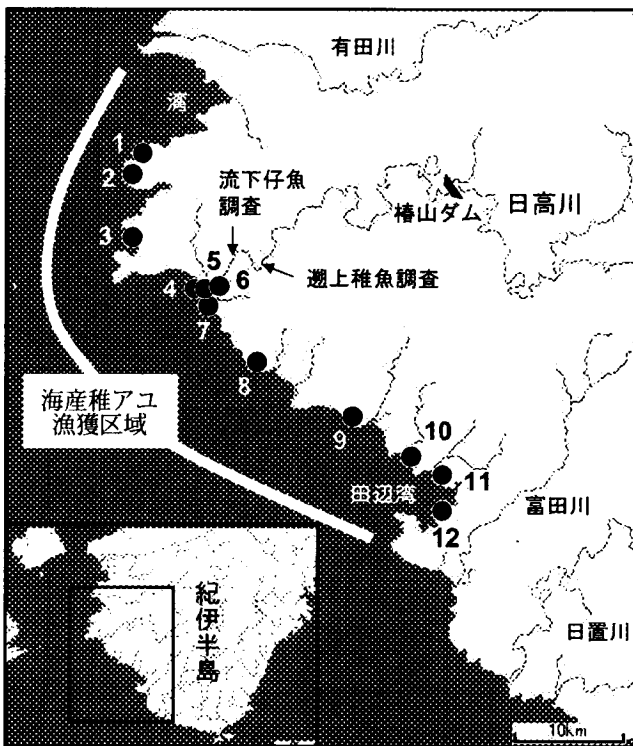 有田川
湾
1
2
流下仔魚
調査
椿山ダム
日高川
3
5
6
遡上稚魚調査
4
7
8
海産稚アユ
漁獲区域
9
10
田辺湾
11
富田川
12
紀伊半島
日置川
10km